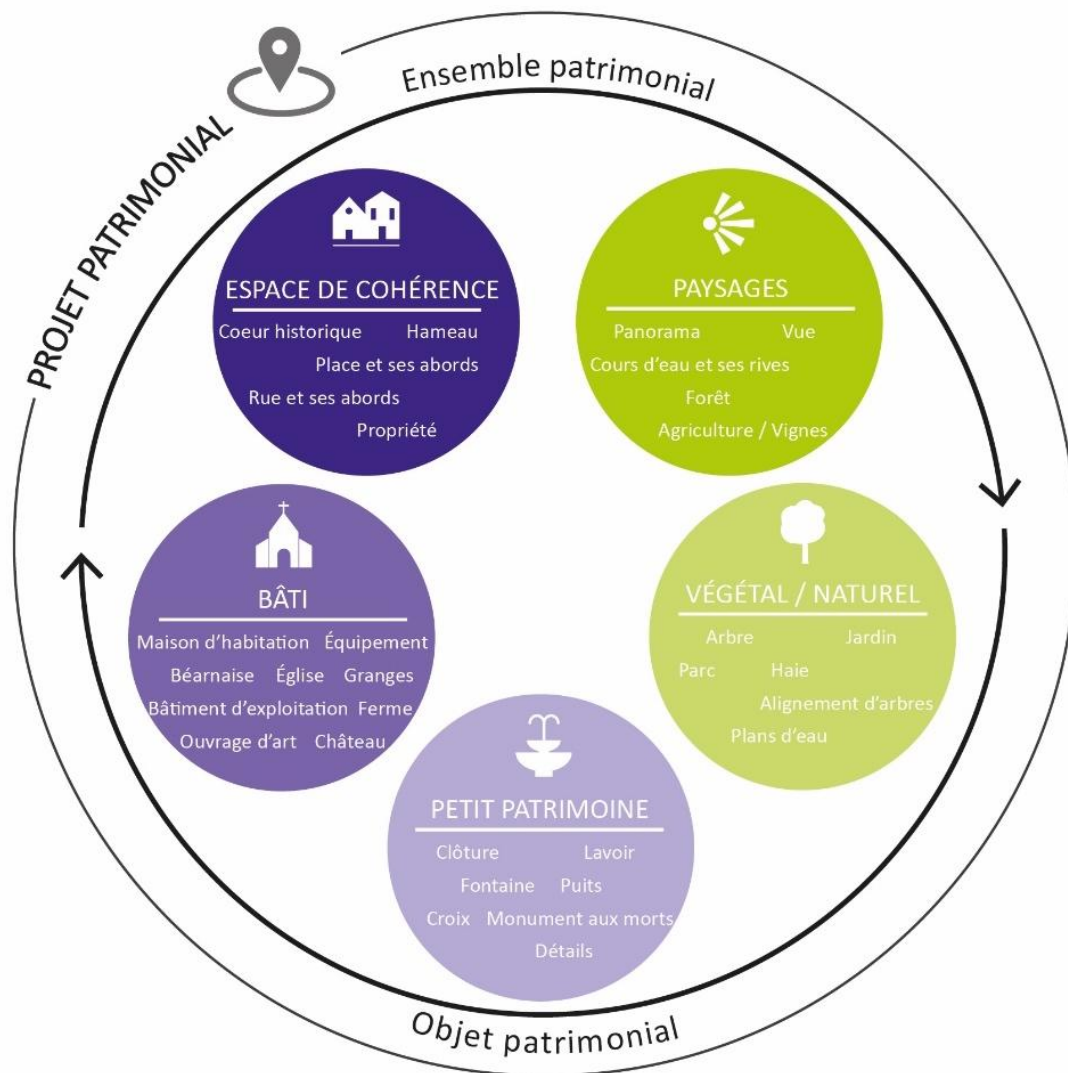 PROJET PATRIMONIAL
Ensemble patrimonial
ESPACE DE COHÉRENCE
Coeur historique Hameau
Place et ses abords
Rue et ses abords
Propriété
PAYSAGES
Panorama Vue
Cours d'eau et ses rives
Forêt
Agriculture / Vignes
BÂTI
Maison d'habitation Équipement
Béarnaise Église Granges
Bâtiment d'exploitation Ferme
Ouvrage d'art Château
VÉGÉTAL / NATUREL
Arbre Jardin
Parc Haie
Alignement d'arbres
Plans d'eau
PETIT PATRIMOINE
Clôture Lavoir
Fontaine Puits
Croix Monument aux morts
Détails
Objet patrimonial